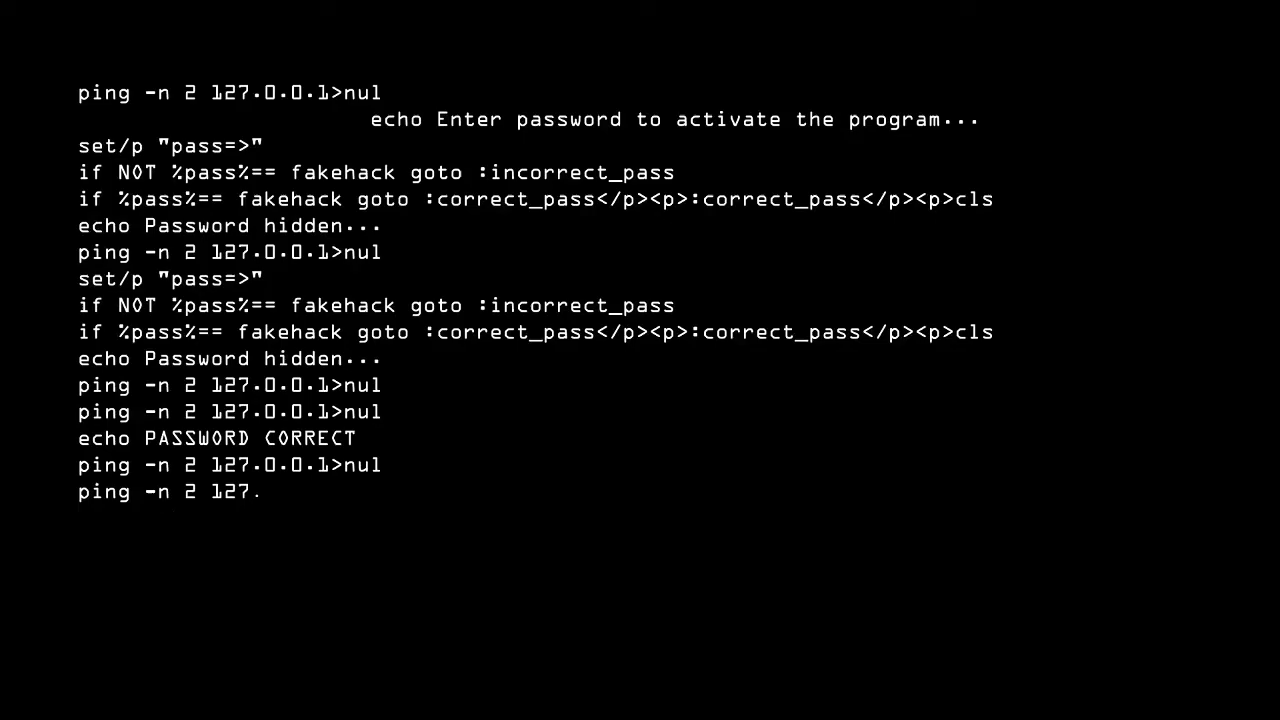 ping -n 2 127.0.0.1>nul
echo Enter password to activate the program...
set/p "pass=>"
if NOT %pass%== fakehack goto :incorrect_pass
if %pass%== fakehack goto :correct_pass</p><p>:correct_pass</p><p>cls
echo Password hidden...
ping -n 2 127.0.0.1>nul
set/p "pass=>"
if NOT %pass%== fakehack goto :incorrect_pass
if %pass%== fakehack goto :correct_pass</p><p>:correct_pass</p><p>cls
echo Password hidden...
ping -n 2 127.0.0.1>nul
ping -n 2 127.0.0.1>nul
echo PASSWORD CORRECT
ping -n 2 127.0.0.1>nul
ping -n 2 127.